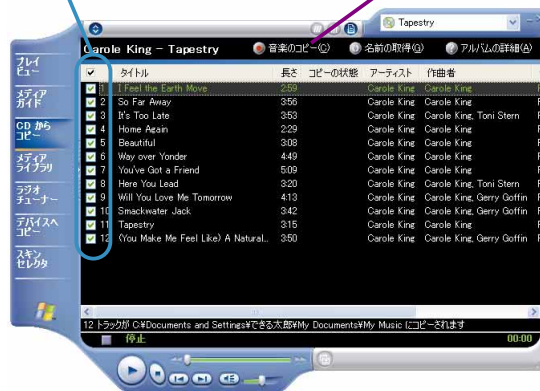 Tapestry
Carole King - Tapestry 音楽のコピー(C) 名前の取得(G) アルバムの詳細(A)
プレイビュー
メディアガイド
CD からコピー
メディアライブラリ
ラジオチューナー
デバイスへコピー
スキンセレクタ
タイトル 長さ コピーの状態 アーティスト 作曲者
1 I Feel the Earth Move 2:59 Carole King Carole King
2 So Far Away 3:56 Carole King Carole King
3 It's Too Late 3:53 Carole King Carole King, Toni Stern
4 Home Again 2:29 Carole King Carole King
5 Beautiful 3:08 Carole King Carole King
6 Way over Yonder 4:49 Carole King Carole King
7 You've Got a Friend 5:09 Carole King Carole King
8 Here You Lead 3:20 Carole King Carole King, Toni Stern
9 Will You Love Me Tomorrow 4:13 Carole King Carole King, Gerry Goffin
10 Smackwater Jack 3:42 Carole King Carole King, Gerry Goffin
11 Tapestry 3:15 Carole King Carole King
12 (You Make Me Feel Like) A Natural... 3:50 Carole King Carole King, Gerry Goffin
12 トラックが C:¥Documents and Settings¥できる太郎¥My Documents¥My Music にコピーされます
停止 00:00